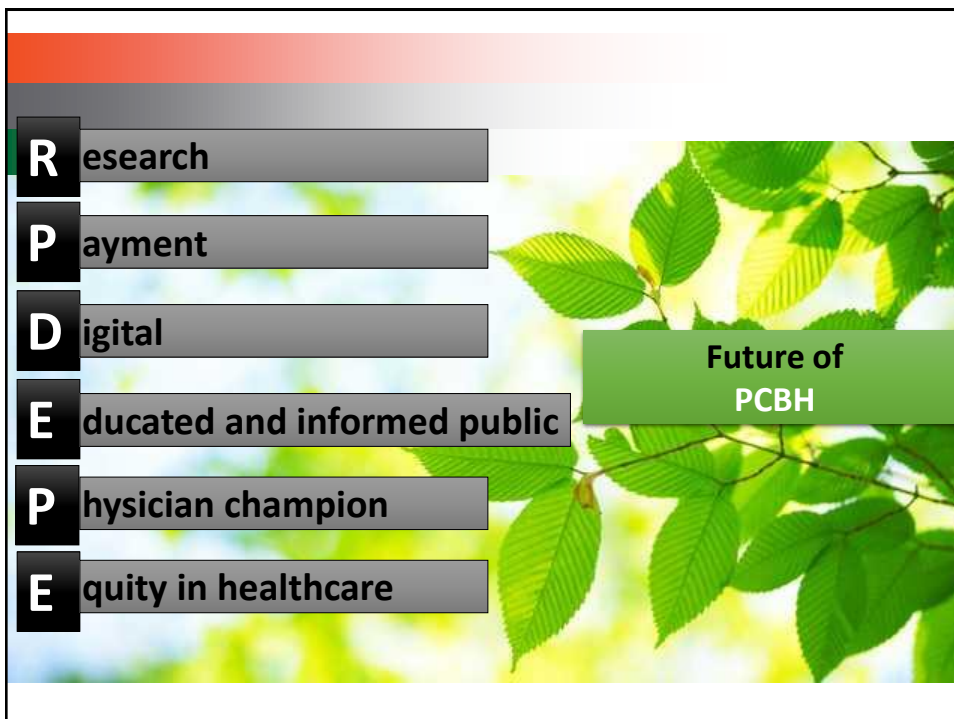 Research
Payment
Digital
Educated and informed public
Physician champion
Equity in healthcare
Future of
PCBH